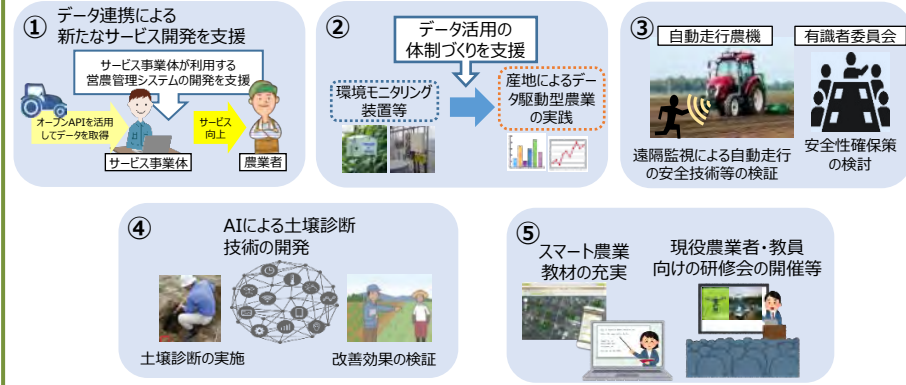 ① データ連携による
新たなサービス開発を支援
サービス事業体が利用する
営農管理システムの開発を支援
オープンAPIを活用
してデータを取得
サービス
向上
サービス事業体
農業者
② データ活用の
体制づくりを支援
環境モニタリング
装置等
産地によるデー
タ駆動型農業
の実践
③
自動走行農機
有識者委員会
遠隔監視による自動走行
の安全技術等の検証
安全性確保策
の検討
④ AIによる土壌診断
技術の開発
土壌診断の実施
改善効果の検証
⑤
スマート農業
教材の充実
現役農業者・教員
向けの研修会の開催等